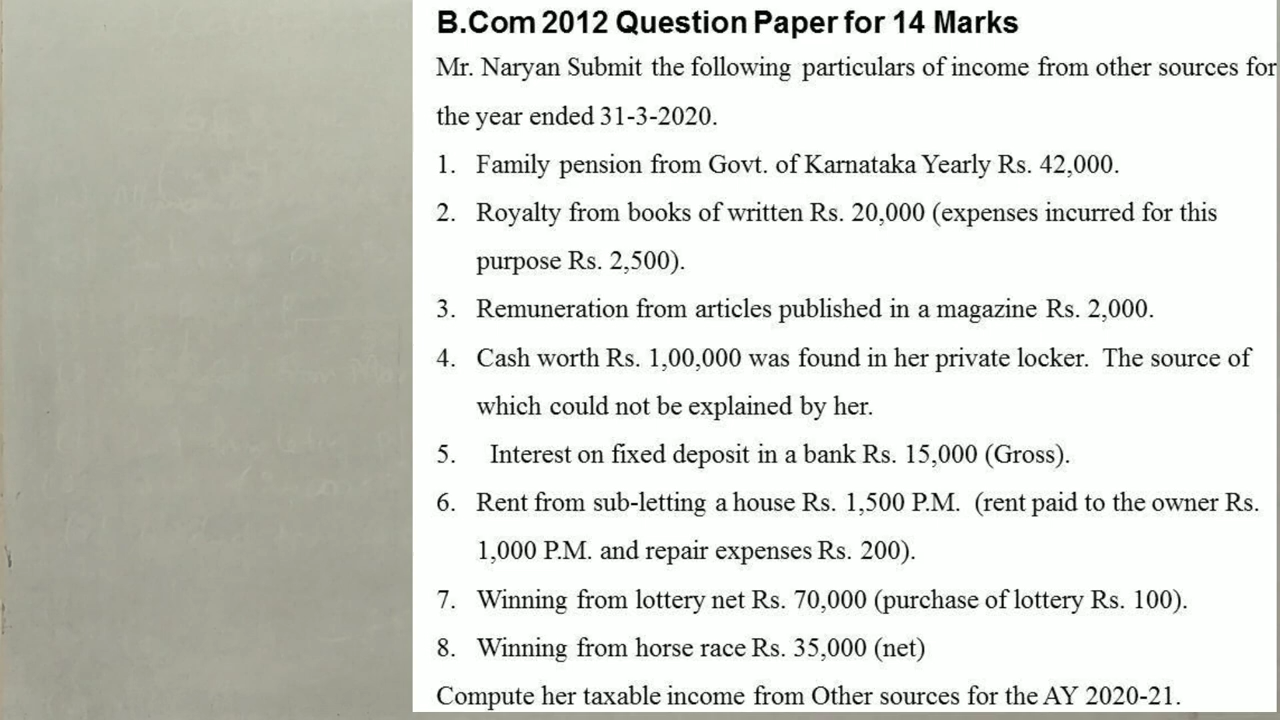 B.Com 2012 Question Paper for 14 Marks
Mr. Naryan Submit the following particulars of income from other sources for
the year ended 31-3-2020.
1. Family pension from Govt. of Karnataka Yearly Rs. 42,000.
2. Royalty from books of written Rs. 20,000 (expenses incurred for this
purpose Rs. 2,500).
3. Remuneration from articles published in a magazine Rs. 2,000.
4. Cash worth Rs. 1,00,000 was found in her private locker. The source of
which could not be explained by her.
5. Interest on fixed deposit in a bank Rs. 15,000 (Gross).
6. Rent from sub-letting a house Rs. 1,500 P.M. (rent paid to the owner Rs.
1,000 P.M. and repair expenses Rs. 200).
7. Winning from lottery net Rs. 70,000 (purchase of lottery Rs. 100).
8. Winning from horse race Rs. 35,000 (net)
Compute her taxable income from Other sources for the AY 2020-21.